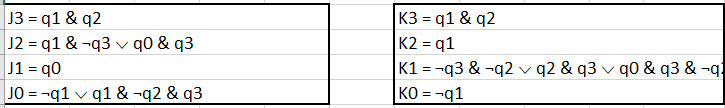 J3 = q1 & q2
J2 = q1 & ¬q3 ∨ q0 & q3
J1 = q0
J0 = ¬q1 ∨ q1 & ¬q2 & q3
K3 = q1 & q2
K2 = q1
K1 = ¬q3 & ¬q2 ∨ q2 & q3 ∨ q0 & q3 & ¬q2
K0 = ¬q1